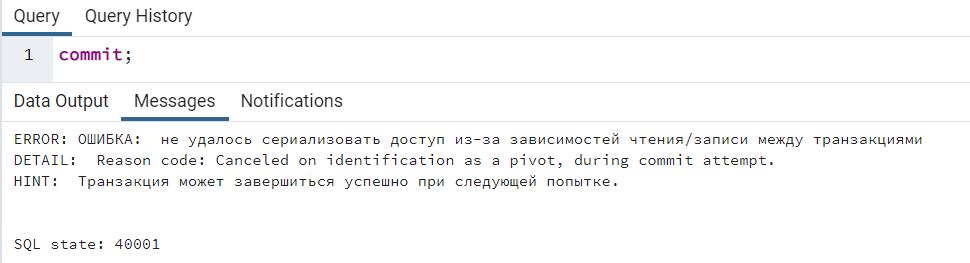 Query Query History
1 commit;
Data Output Messages Notifications
ERROR: ОШИБКА:  не удалось сериализовать доступ из-за зависимостей чтения/записи между транзакциями
DETAIL:  Reason code: Canceled on identification as a pivot, during commit attempt.
HINT:  Транзакция может завершиться успешно при следующей попытке.
SQL state: 40001